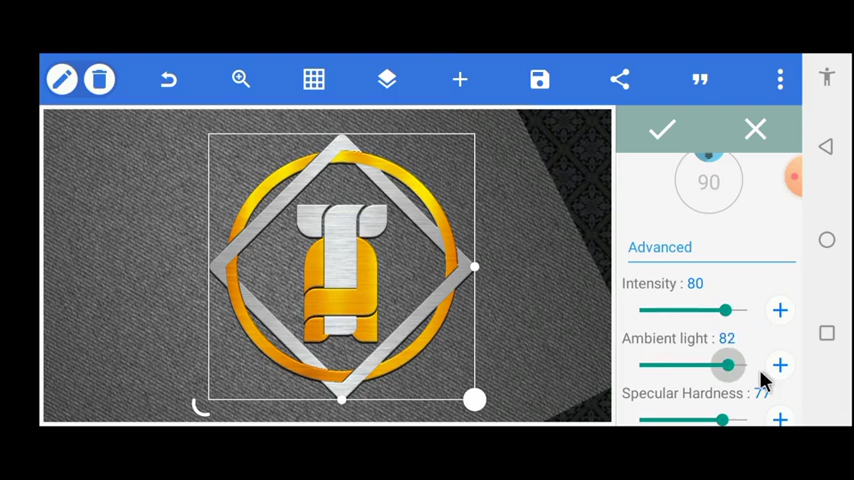 90
Advanced
Intensity : 80
Ambient light : 82
Specular Hardness : 77